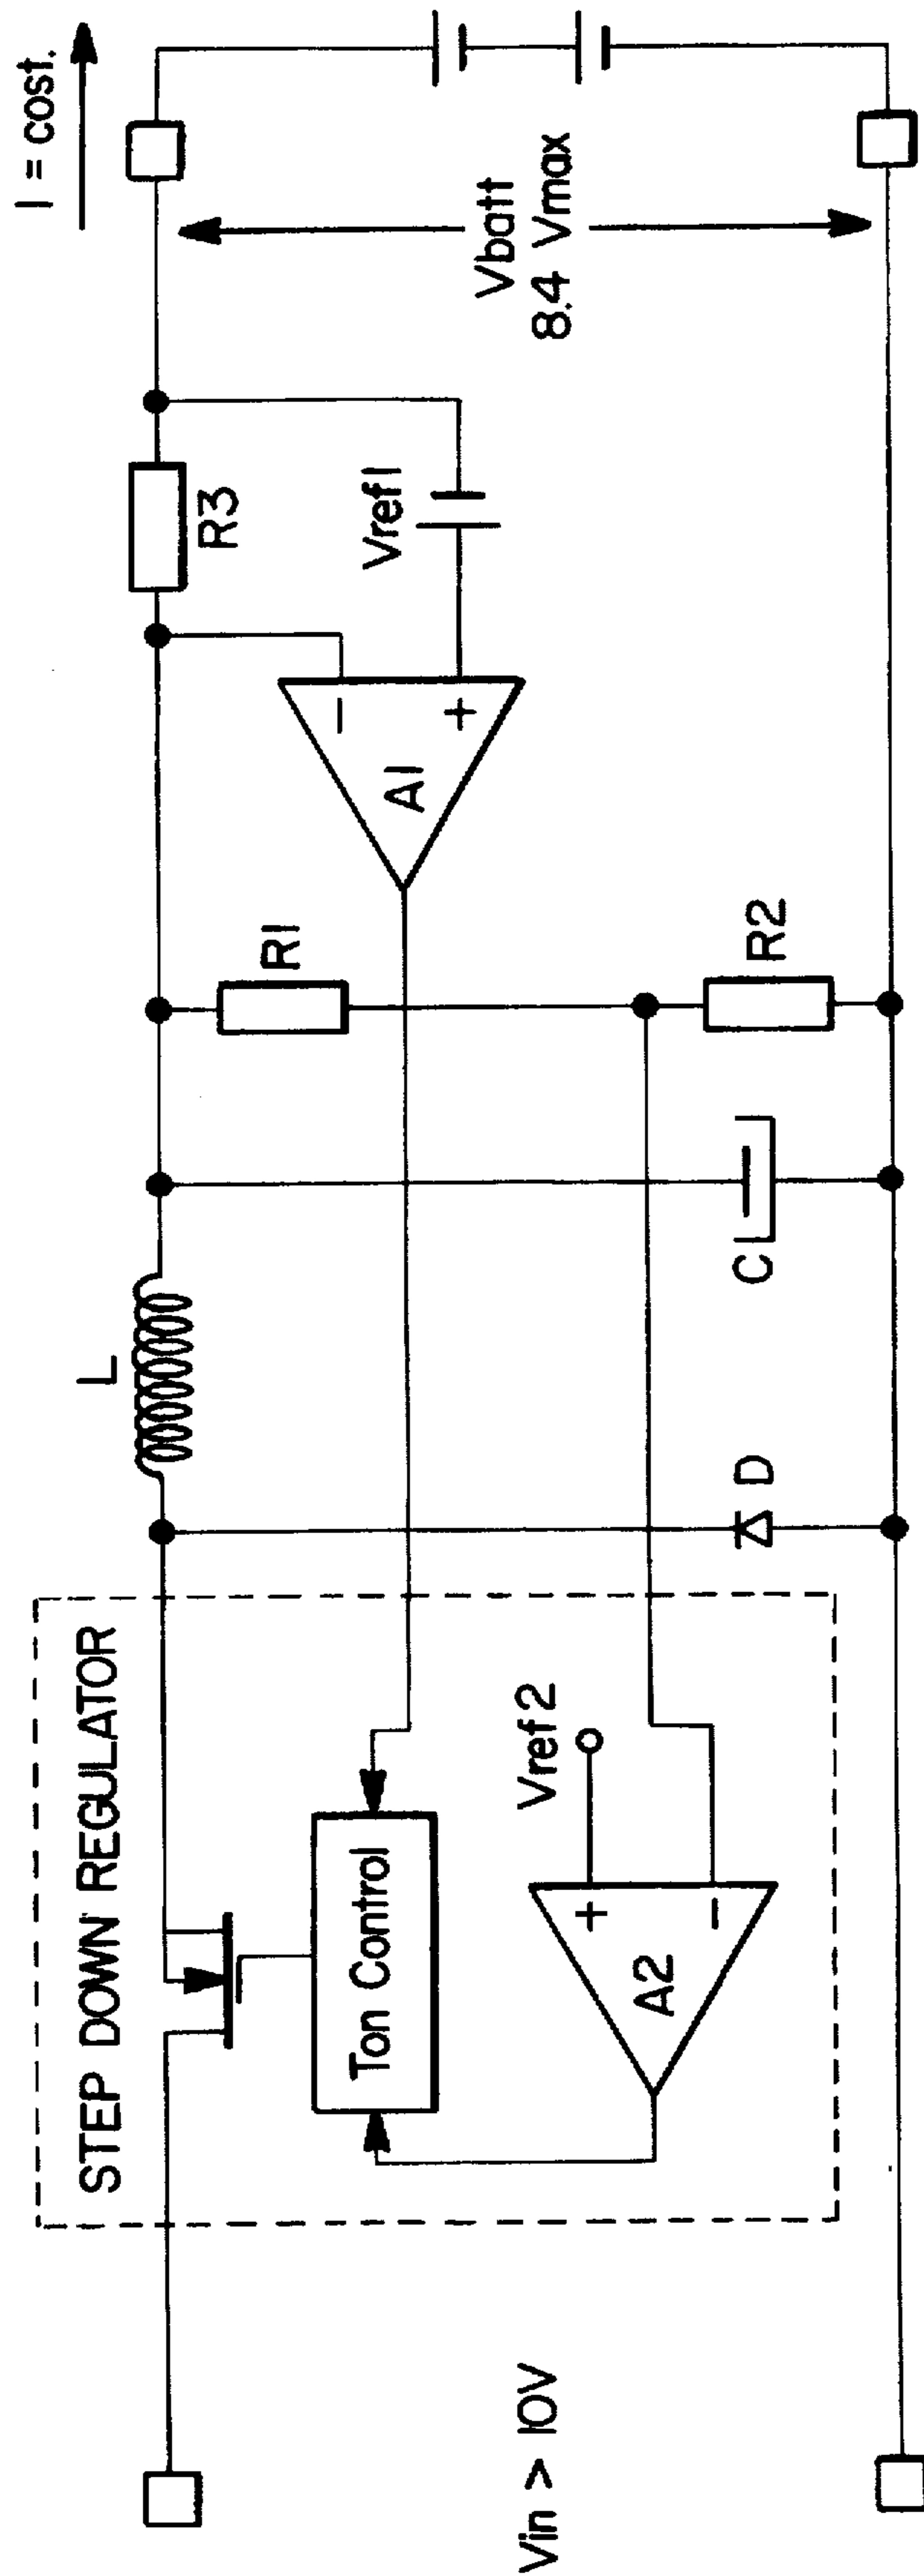 I = cost.
STEP DOWN REGULATOR
L
R3
Vref1
Vbatt
8.4 Vmax
A1
−
+
R1
Ton Control
Vin > 10V
Vref2
A2
+
−
D
C1
R2